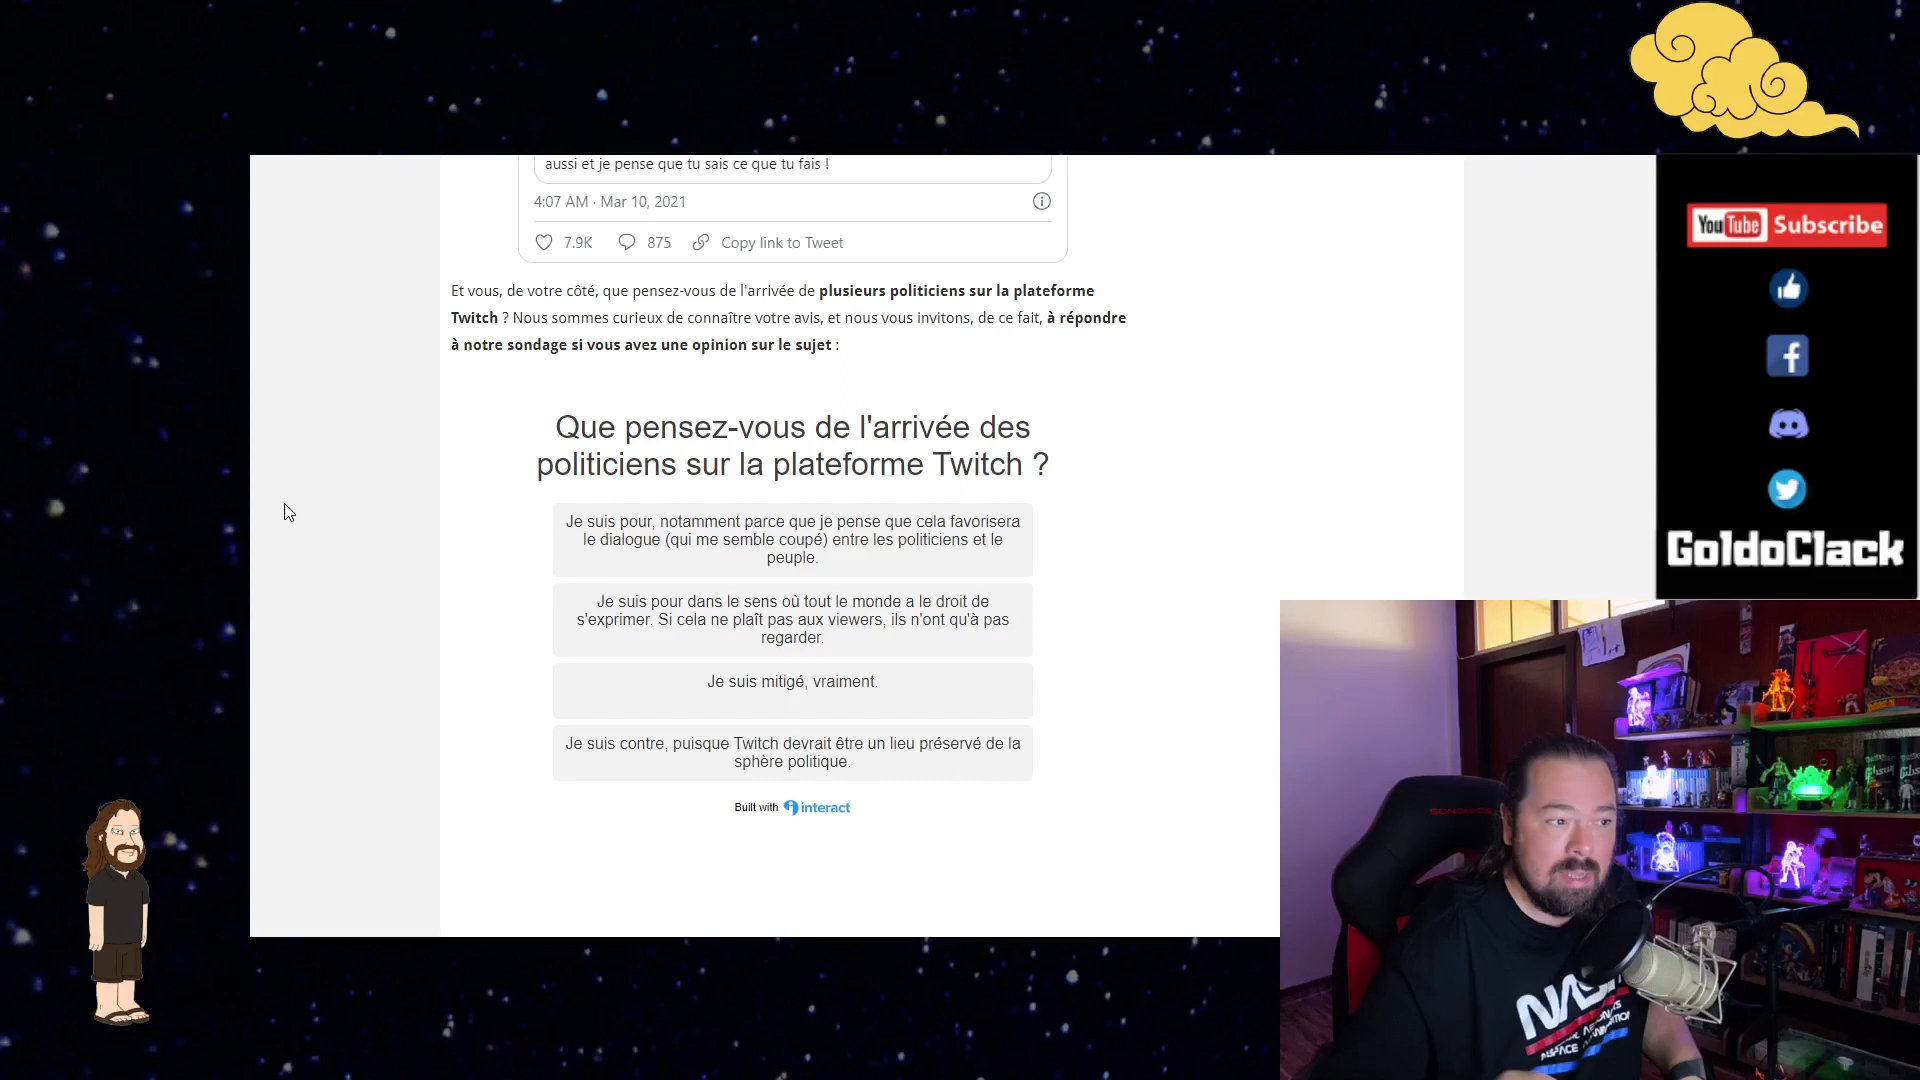 aussi et je pense que tu sais ce que tu fais !
4:07 AM · Mar 10, 2021
7.9K 875 Copy link to Tweet
Et vous, de votre côté, que pensez-vous de l'arrivée de plusieurs politiciens sur la plateforme
Twitch ? Nous sommes curieux de connaître votre avis, et nous vous invitons, de ce fait, à répondre
à notre sondage si vous avez une opinion sur le sujet :
Que pensez-vous de l'arrivée des
politiciens sur la plateforme Twitch ?
Je suis pour, notamment parce que je pense que cela favorisera
le dialogue (qui me semble coupé) entre les politiciens et le
peuple.
Je suis pour dans le sens où tout le monde a le droit de
s'exprimer. Si cela ne plaît pas aux viewers, ils n'ont qu'à pas
regarder.
Je suis mitigé, vraiment.
Je suis contre, puisque Twitch devrait être un lieu préservé de la
sphère politique.
Built with interact
YouTube Subscribe
GoldoClack
NASA